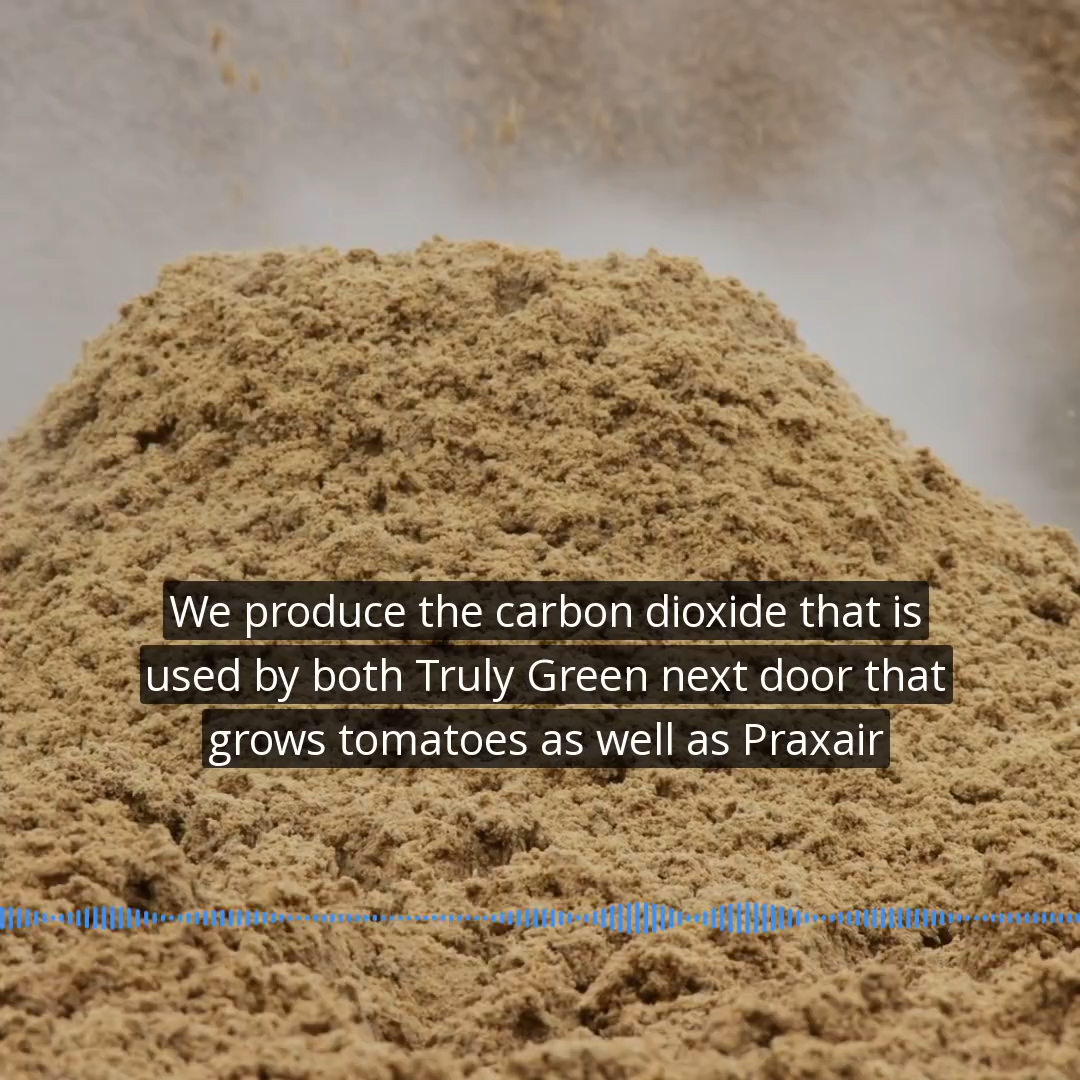 We produce the carbon dioxide that is
used by both Truly Green next door that
grows tomatoes as well as Praxair